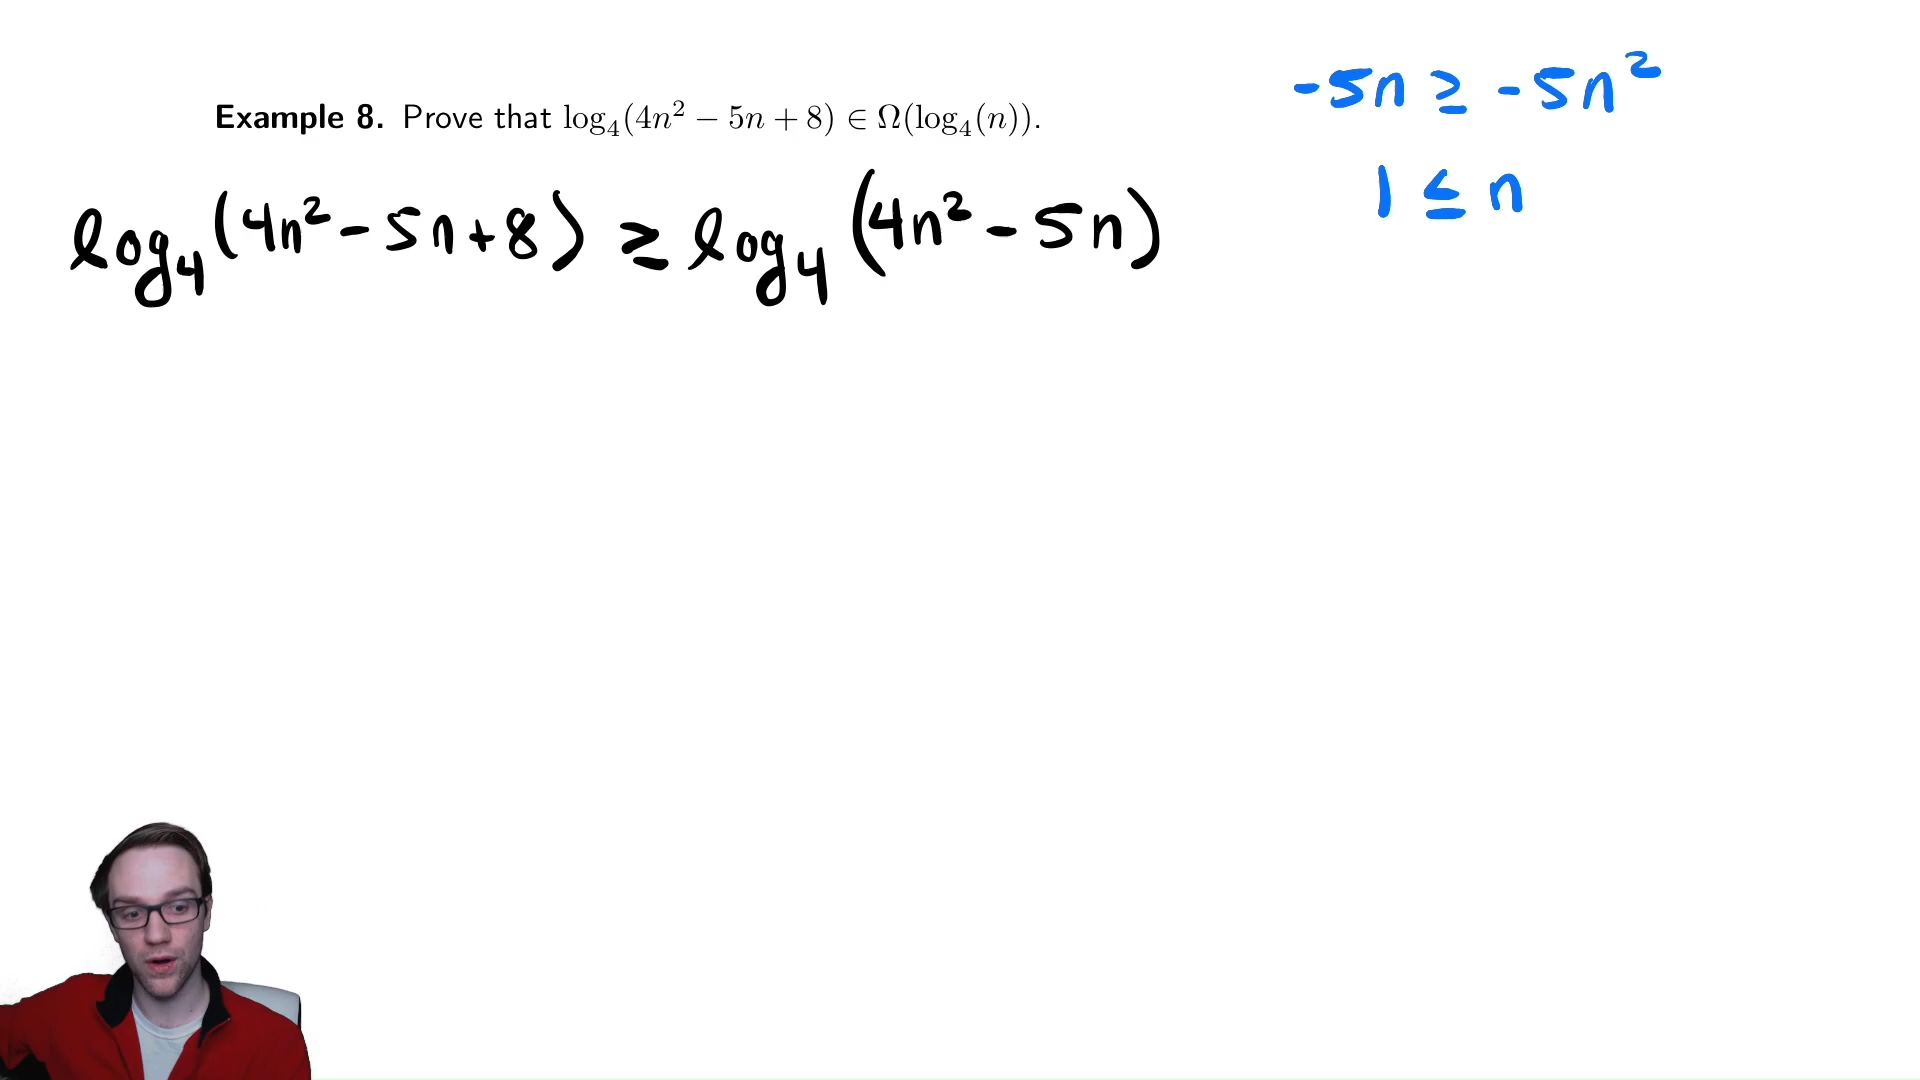 Example 8. Prove that log₄(4n² − 5n + 8) ∈ Ω(log₄(n)).
log₄(4n² - 5n + 8) ≥ log₄(4n² - 5n)
-5n ≥ -5n²
1 ≤ n